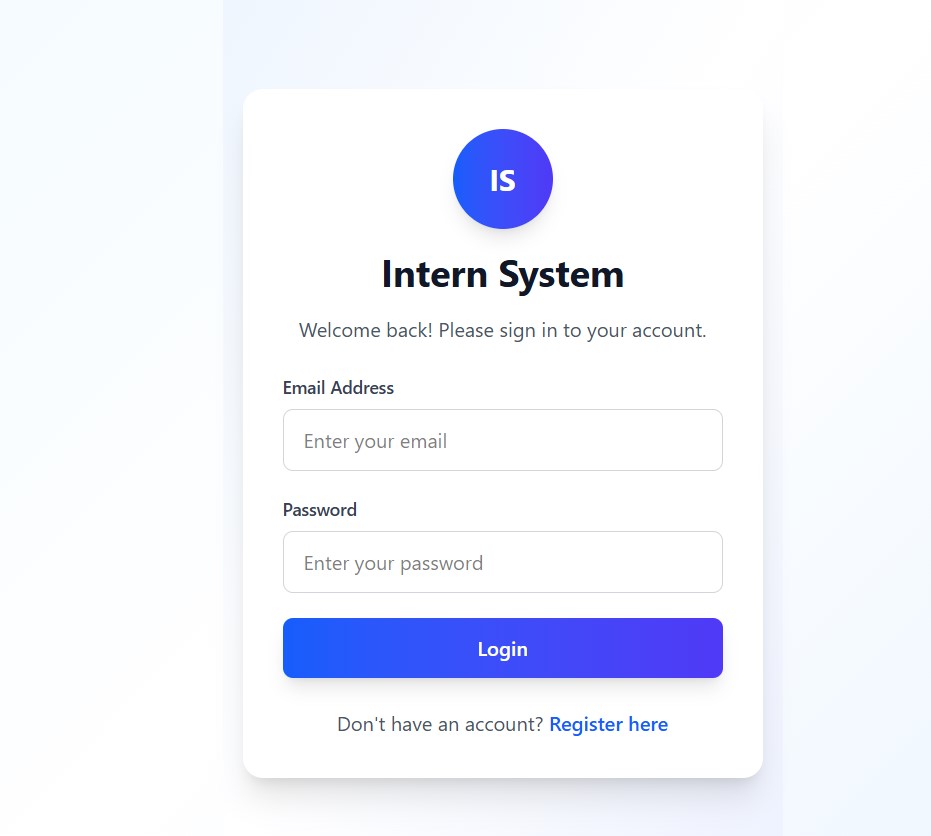 IS
Intern System
Welcome back! Please sign in to your account.
Email Address
Enter your email
Password
Enter your password
Login
Don't have an account? Register here